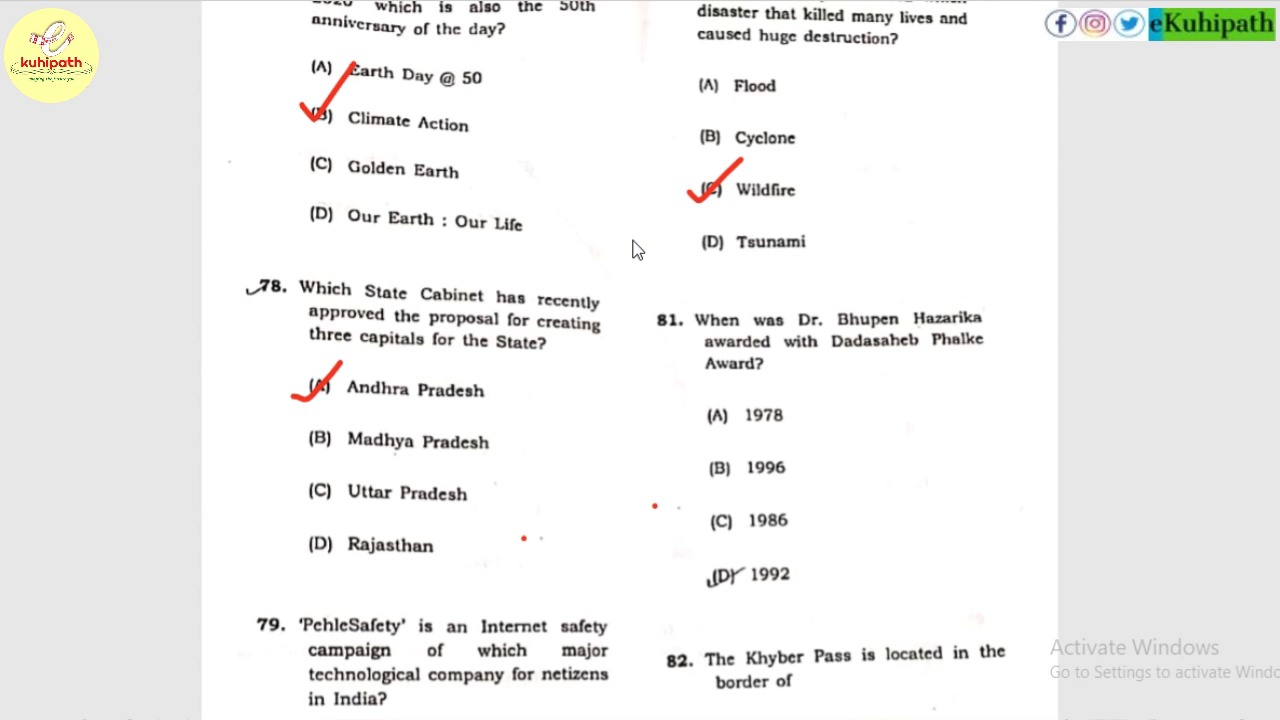 kuhipath
eKuhipath
which is also the 50th
anniversary of the day?
(A) Earth Day @ 50
(B) Climate Action
(C) Golden Earth
(D) Our Earth : Our Life
78. Which State Cabinet has recently
approved the proposal for creating
three capitals for the State?
(A) Andhra Pradesh
(B) Madhya Pradesh
(C) Uttar Pradesh
(D) Rajasthan
79. 'PehleSafety' is an Internet safety
campaign of which major
technological company for netizens
in India?
disaster that killed many lives and
caused huge destruction?
(A) Flood
(B) Cyclone
(C) Wildfire
(D) Tsunami
81. When was Dr. Bhupen Hazarika
awarded with Dadasaheb Phalke
Award?
(A) 1978
(B) 1996
(C) 1986
(D) 1992
82. The Khyber Pass is located in the
border of
Activate Windows
Go to Settings to activate Windo